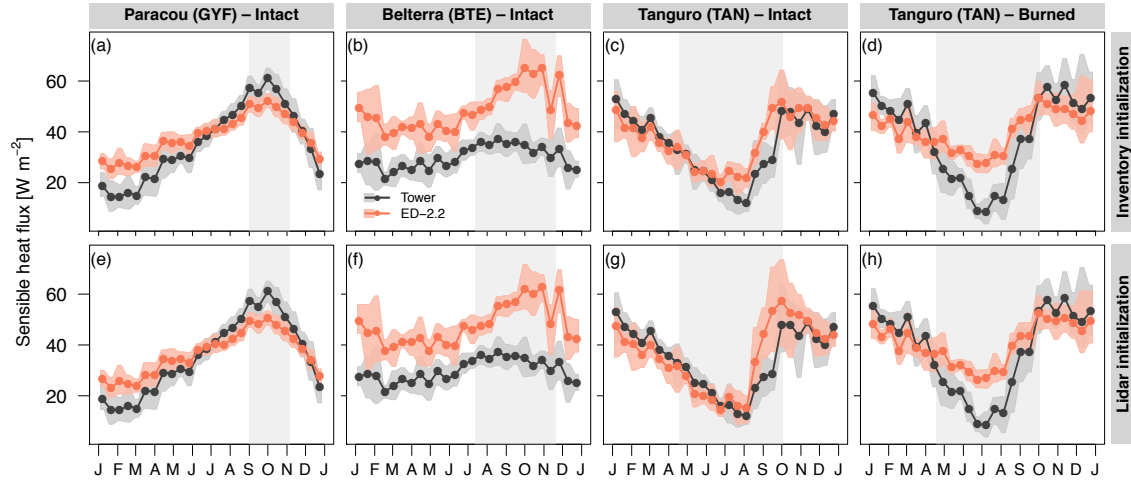 Paracou (GYF) – Intact
Belterra (BTE) – Intact
Tanguro (TAN) – Intact
Tanguro (TAN) – Burned
Sensible heat flux [W m−2]
(a)
(b)
(c)
(d)
60
40
20
Tower
ED−2.2
Inventory initialization
(e)
(f)
(g)
(h)
60
40
20
Lidar initialization
J F M A M J J A S O N D J
J F M A M J J A S O N D J
J F M A M J J A S O N D J
J F M A M J J A S O N D J